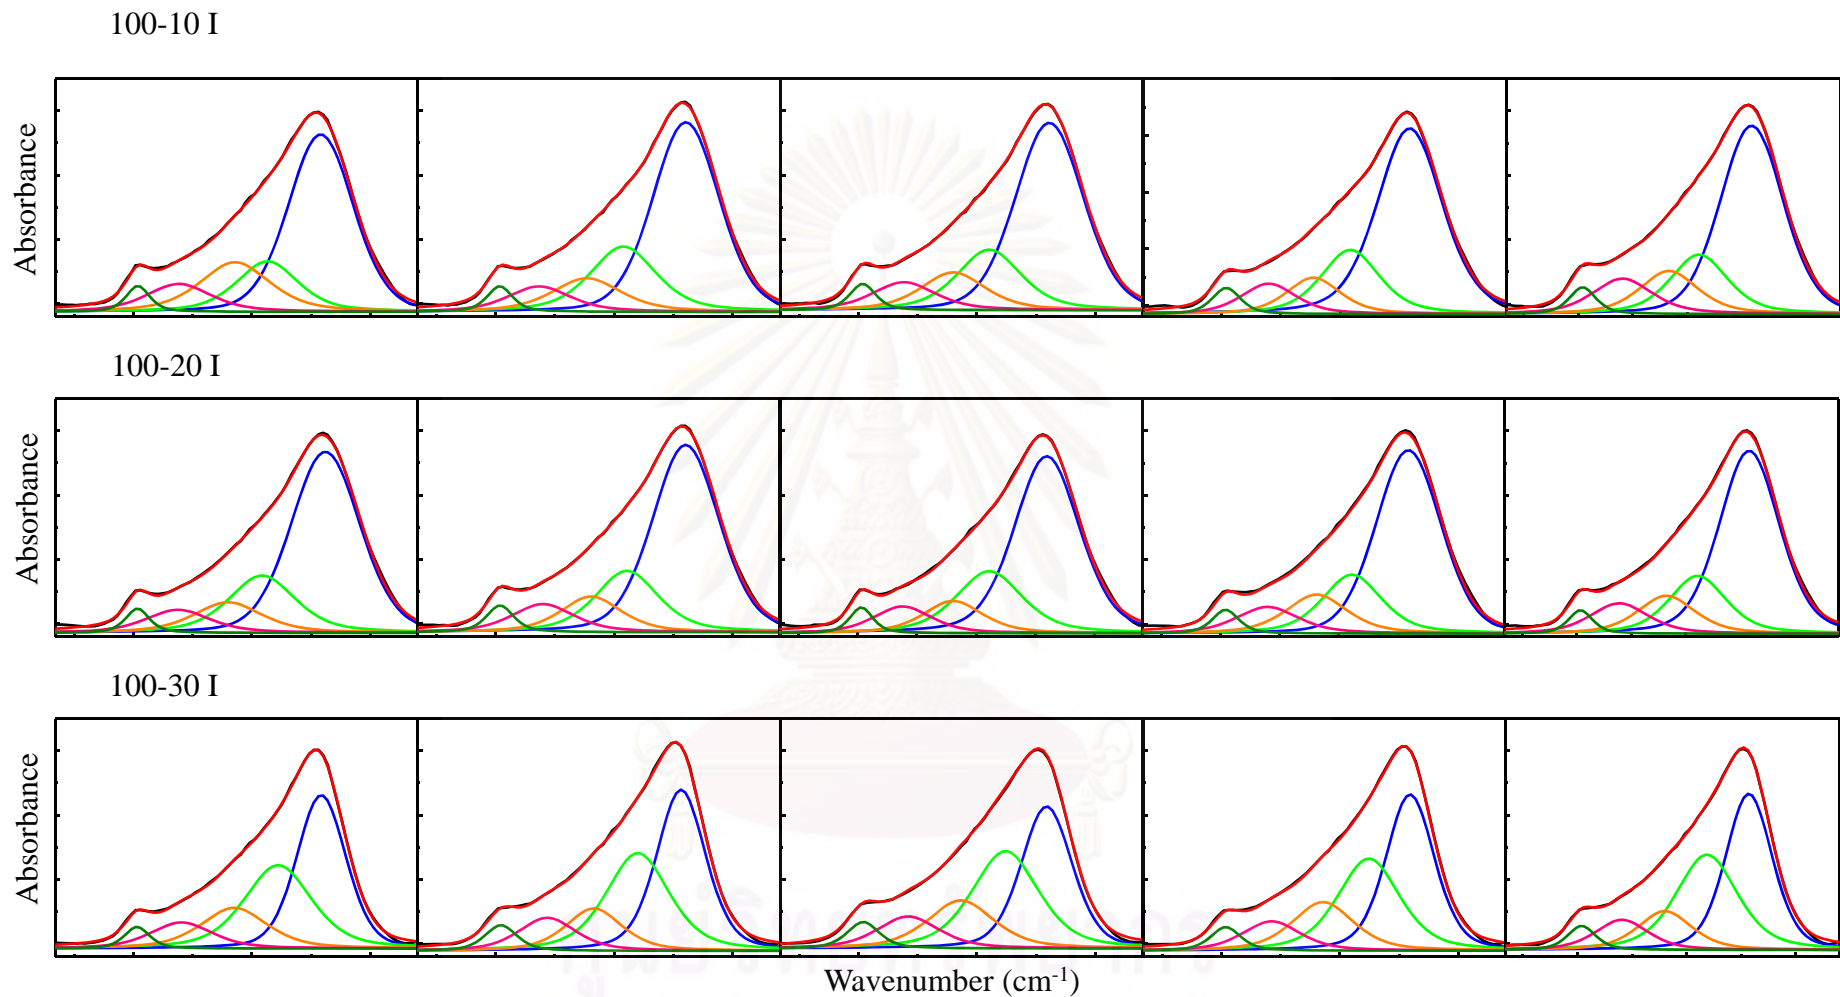 100-10 I
Absorbance
100-20 I
Absorbance
100-30 I
Absorbance
Wavenumber (cm⁻¹)